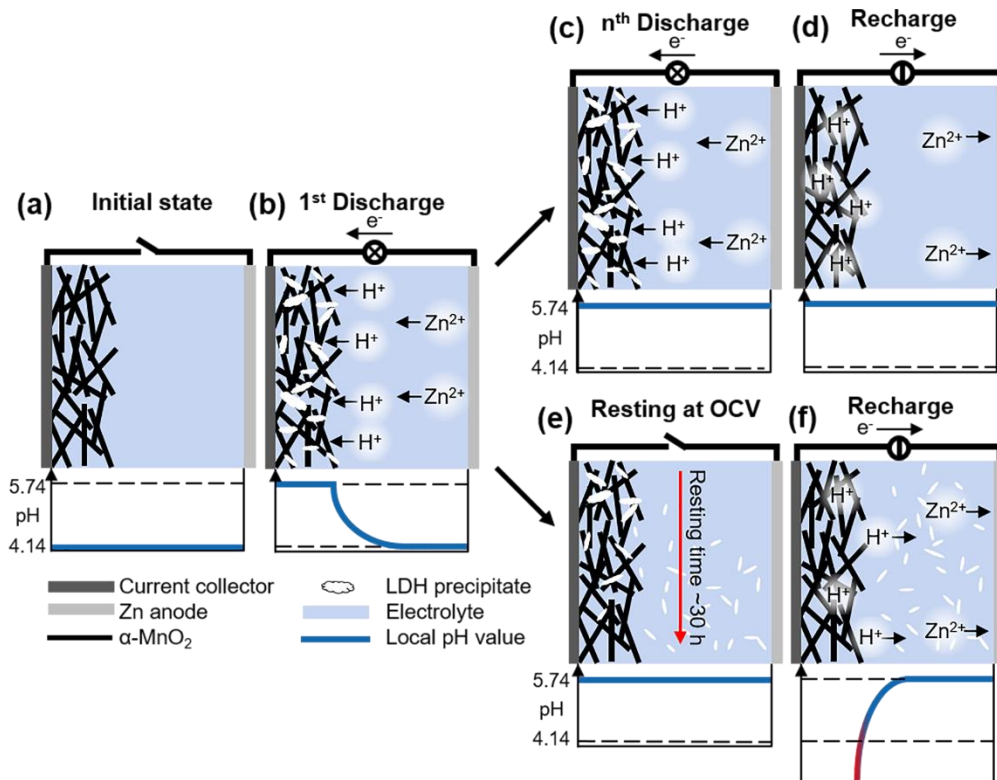 (a) Initial state
(b) 1st Discharge
e-
H+
Zn2+
H+
Zn2+
H+
H+
5.74
pH
4.14
Current collector
Zn anode
α-MnO2
LDH precipitate
Electrolyte
Local pH value
(c) nth Discharge
e-
H+
Zn2+
H+
H+
Zn2+
H+
5.74
pH
4.14
(d) Recharge
e-
H+
Zn2+
H+
H+
H+
Zn2+
(e) Resting at OCV
Resting time ~30 h
5.74
pH
4.14
(f) Recharge
e-
H+
Zn2+
H+
H+
H+
Zn2+